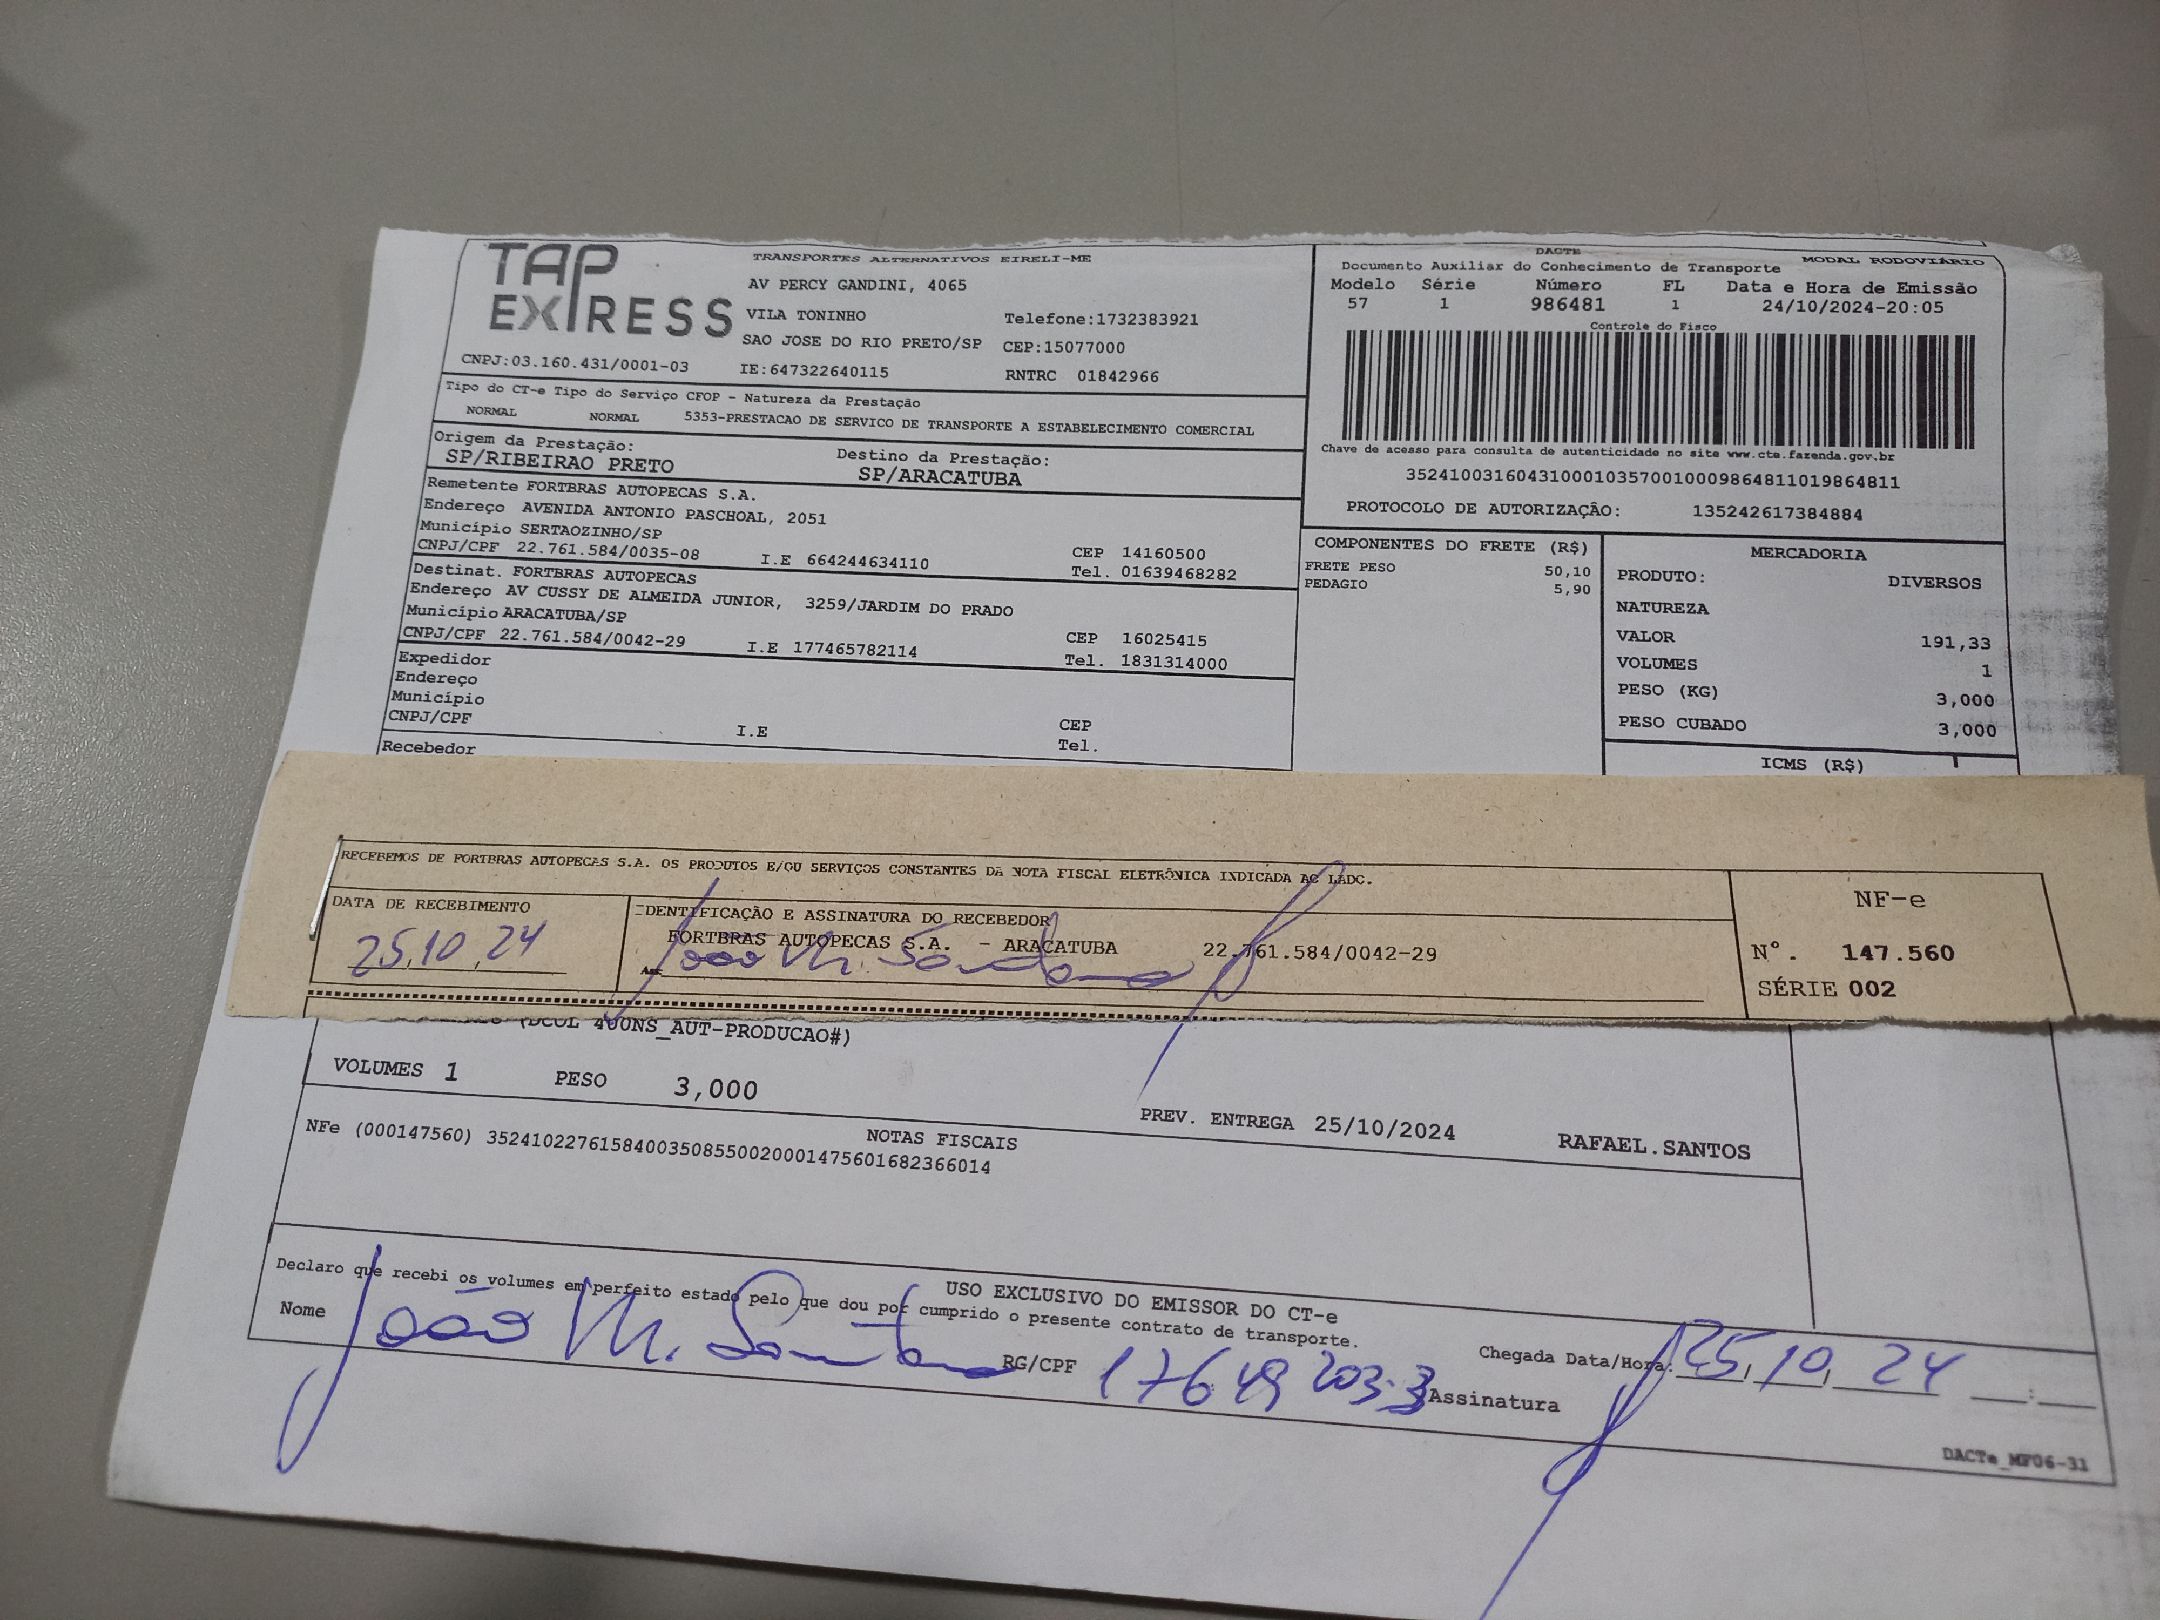 TAP EXPRESS
TRANSPORTES ALTERNATIVOS EIRELI-ME
AV PERCY GANDINI, 4065
VILA TONINHO Telefone:1732383921
SAO JOSE DO RIO PRETO/SP CEP:15077000
CNPJ:03.160.431/0001-03 IE:647322640115 RNTRC 01842966
DACTE
Documento Auxiliar do Conhecimento de Transporte MODAL RODOVIÁRIO
Modelo Série Número FL Data e Hora de Emissão
57 1 986481 1 24/10/2024-20:05
Controle do Fisco
Chave de acesso para consulta de autenticidade no site www.cte.fazenda.gov.br
35241003160431000103570010009864811019864811
PROTOCOLO DE AUTORIZAÇÃO: 135242617384884
Tipo do CT-e Tipo do Serviço CFOP - Natureza da Prestação
NORMAL NORMAL 5353-PRESTACAO DE SERVICO DE TRANSPORTE A ESTABELECIMENTO COMERCIAL
Origem da Prestação: Destino da Prestação:
SP/RIBEIRAO PRETO SP/ARACATUBA
Remetente FORTBRAS AUTOPECAS S.A.
Endereço AVENIDA ANTONIO PASCHOAL, 2051
Município SERTAOZINHO/SP CEP 14160500
CNPJ/CPF 22.761.584/0035-08 I.E 664244634110 Tel. 01639468282
Destinat. FORTBRAS AUTOPECAS
Endereço AV CUSSY DE ALMEIDA JUNIOR, 3259/JARDIM DO PRADO
Município ARACATUBA/SP CEP 16025415
CNPJ/CPF 22.761.584/0042-29 I.E 177465782114 Tel. 1831314000
Expedidor
Endereço
Município CEP
CNPJ/CPF I.E Tel.
Recebedor
COMPONENTES DO FRETE (R$)
FRETE PESO 50,10
PEDAGIO 5,90
MERCADORIA
PRODUTO: DIVERSOS
NATUREZA
VALOR 191,33
VOLUMES 1
PESO (KG) 3,000
PESO CUBADO 3,000
ICMS (R$)
RECEBEMOS DE FORTBRAS AUTOPECAS S.A. OS PRODUTOS E/OU SERVIÇOS CONSTANTES DA NOTA FISCAL ELETRÔNICA INDICADA AO LADO.
DATA DE RECEBIMENTO
25,10,24
IDENTIFICAÇÃO E ASSINATURA DO RECEBEDOR
FORTBRAS AUTOPECAS S.A. - ARACATUBA 22.761.584/0042-29
João M. Santana
NF-e
Nº. 147.560
SÉRIE 002
(DCOL 400NS_AUT-PRODUCAO#)
VOLUMES 1 PESO 3,000 PREV. ENTREGA 25/10/2024 RAFAEL.SANTOS
NOTAS FISCAIS
NFe (000147560) 35241022761584003508550020001475601682366014
USO EXCLUSIVO DO EMISSOR DO CT-e
Declaro que recebi os volumes em perfeito estado pelo que dou por cumprido o presente contrato de transporte.
Nome João M. Santana RG/CPF 17649203-3 Assinatura
Chegada Data/Hora: 25,10,24 :
DACTe_MF06-31